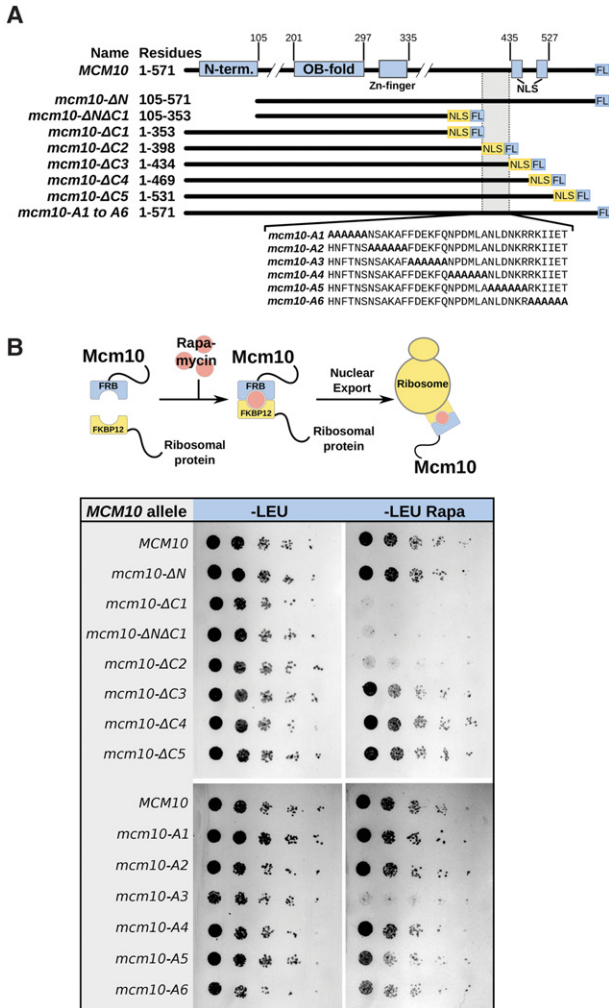 A
105 201 297 335 435 527
Name Residues
MCM10 1-571 N-term. OB-fold FL
Zn-finger NLS
mcm10-ΔN 105-571 FL
mcm10-ΔNΔC1 105-353 NLS FL
mcm10-ΔC1 1-353 NLS FL
mcm10-ΔC2 1-398 NLS FL
mcm10-ΔC3 1-434 NLS FL
mcm10-ΔC4 1-469 NLS FL
mcm10-ΔC5 1-531 NLS FL
mcm10-A1 to A6 1-571 FL
mcm10-A1 AAAAAANSAKAFFDEKFQNPDMLANLDNKRRKIIET
mcm10-A2 HNFTNSAAAAAAFFDEKFQNPDMLANLDNKRRKIIET
mcm10-A3 HNFTNSNSAKAFAAAAAAQNPDMLANLDNKRRKIIET
mcm10-A4 HNFTNSNSAKAFFDEKFQAAAAAANLDNKRRKIIET
mcm10-A5 HNFTNSNSAKAFFDEKFQNPDMLAAAAAAARRKIIET
mcm10-A6 HNFTNSNSAKAFFDEKFQNPDMLANLDNKRAAAAAA
B
Mcm10
FRB
FKBP12
Ribosomal
protein
Rapa-
mycin
Mcm10
FRB
FKBP12
Ribosomal
protein
Nuclear
Export
Ribosome
Mcm10
MCM10 allele -LEU -LEU Rapa
MCM10
mcm10-ΔN
mcm10-ΔC1
mcm10-ΔNΔC1
mcm10-ΔC2
mcm10-ΔC3
mcm10-ΔC4
mcm10-ΔC5
MCM10
mcm10-A1
mcm10-A2
mcm10-A3
mcm10-A4
mcm10-A5
mcm10-A6